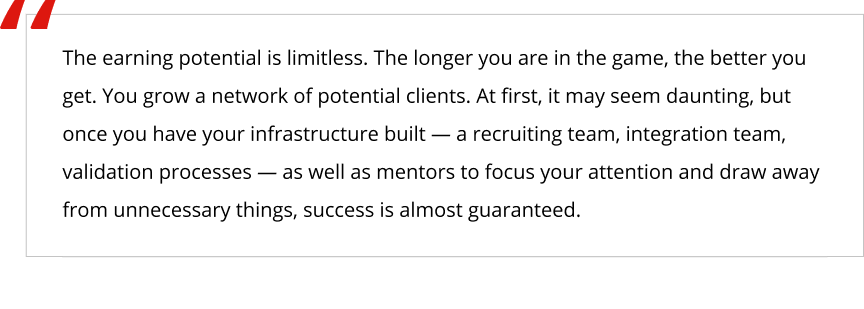 “
The earning potential is limitless. The longer you are in the game, the better you
get. You grow a network of potential clients. At first, it may seem daunting, but
once you have your infrastructure built — a recruiting team, integration team,
validation processes — as well as mentors to focus your attention and draw away
from unnecessary things, success is almost guaranteed.